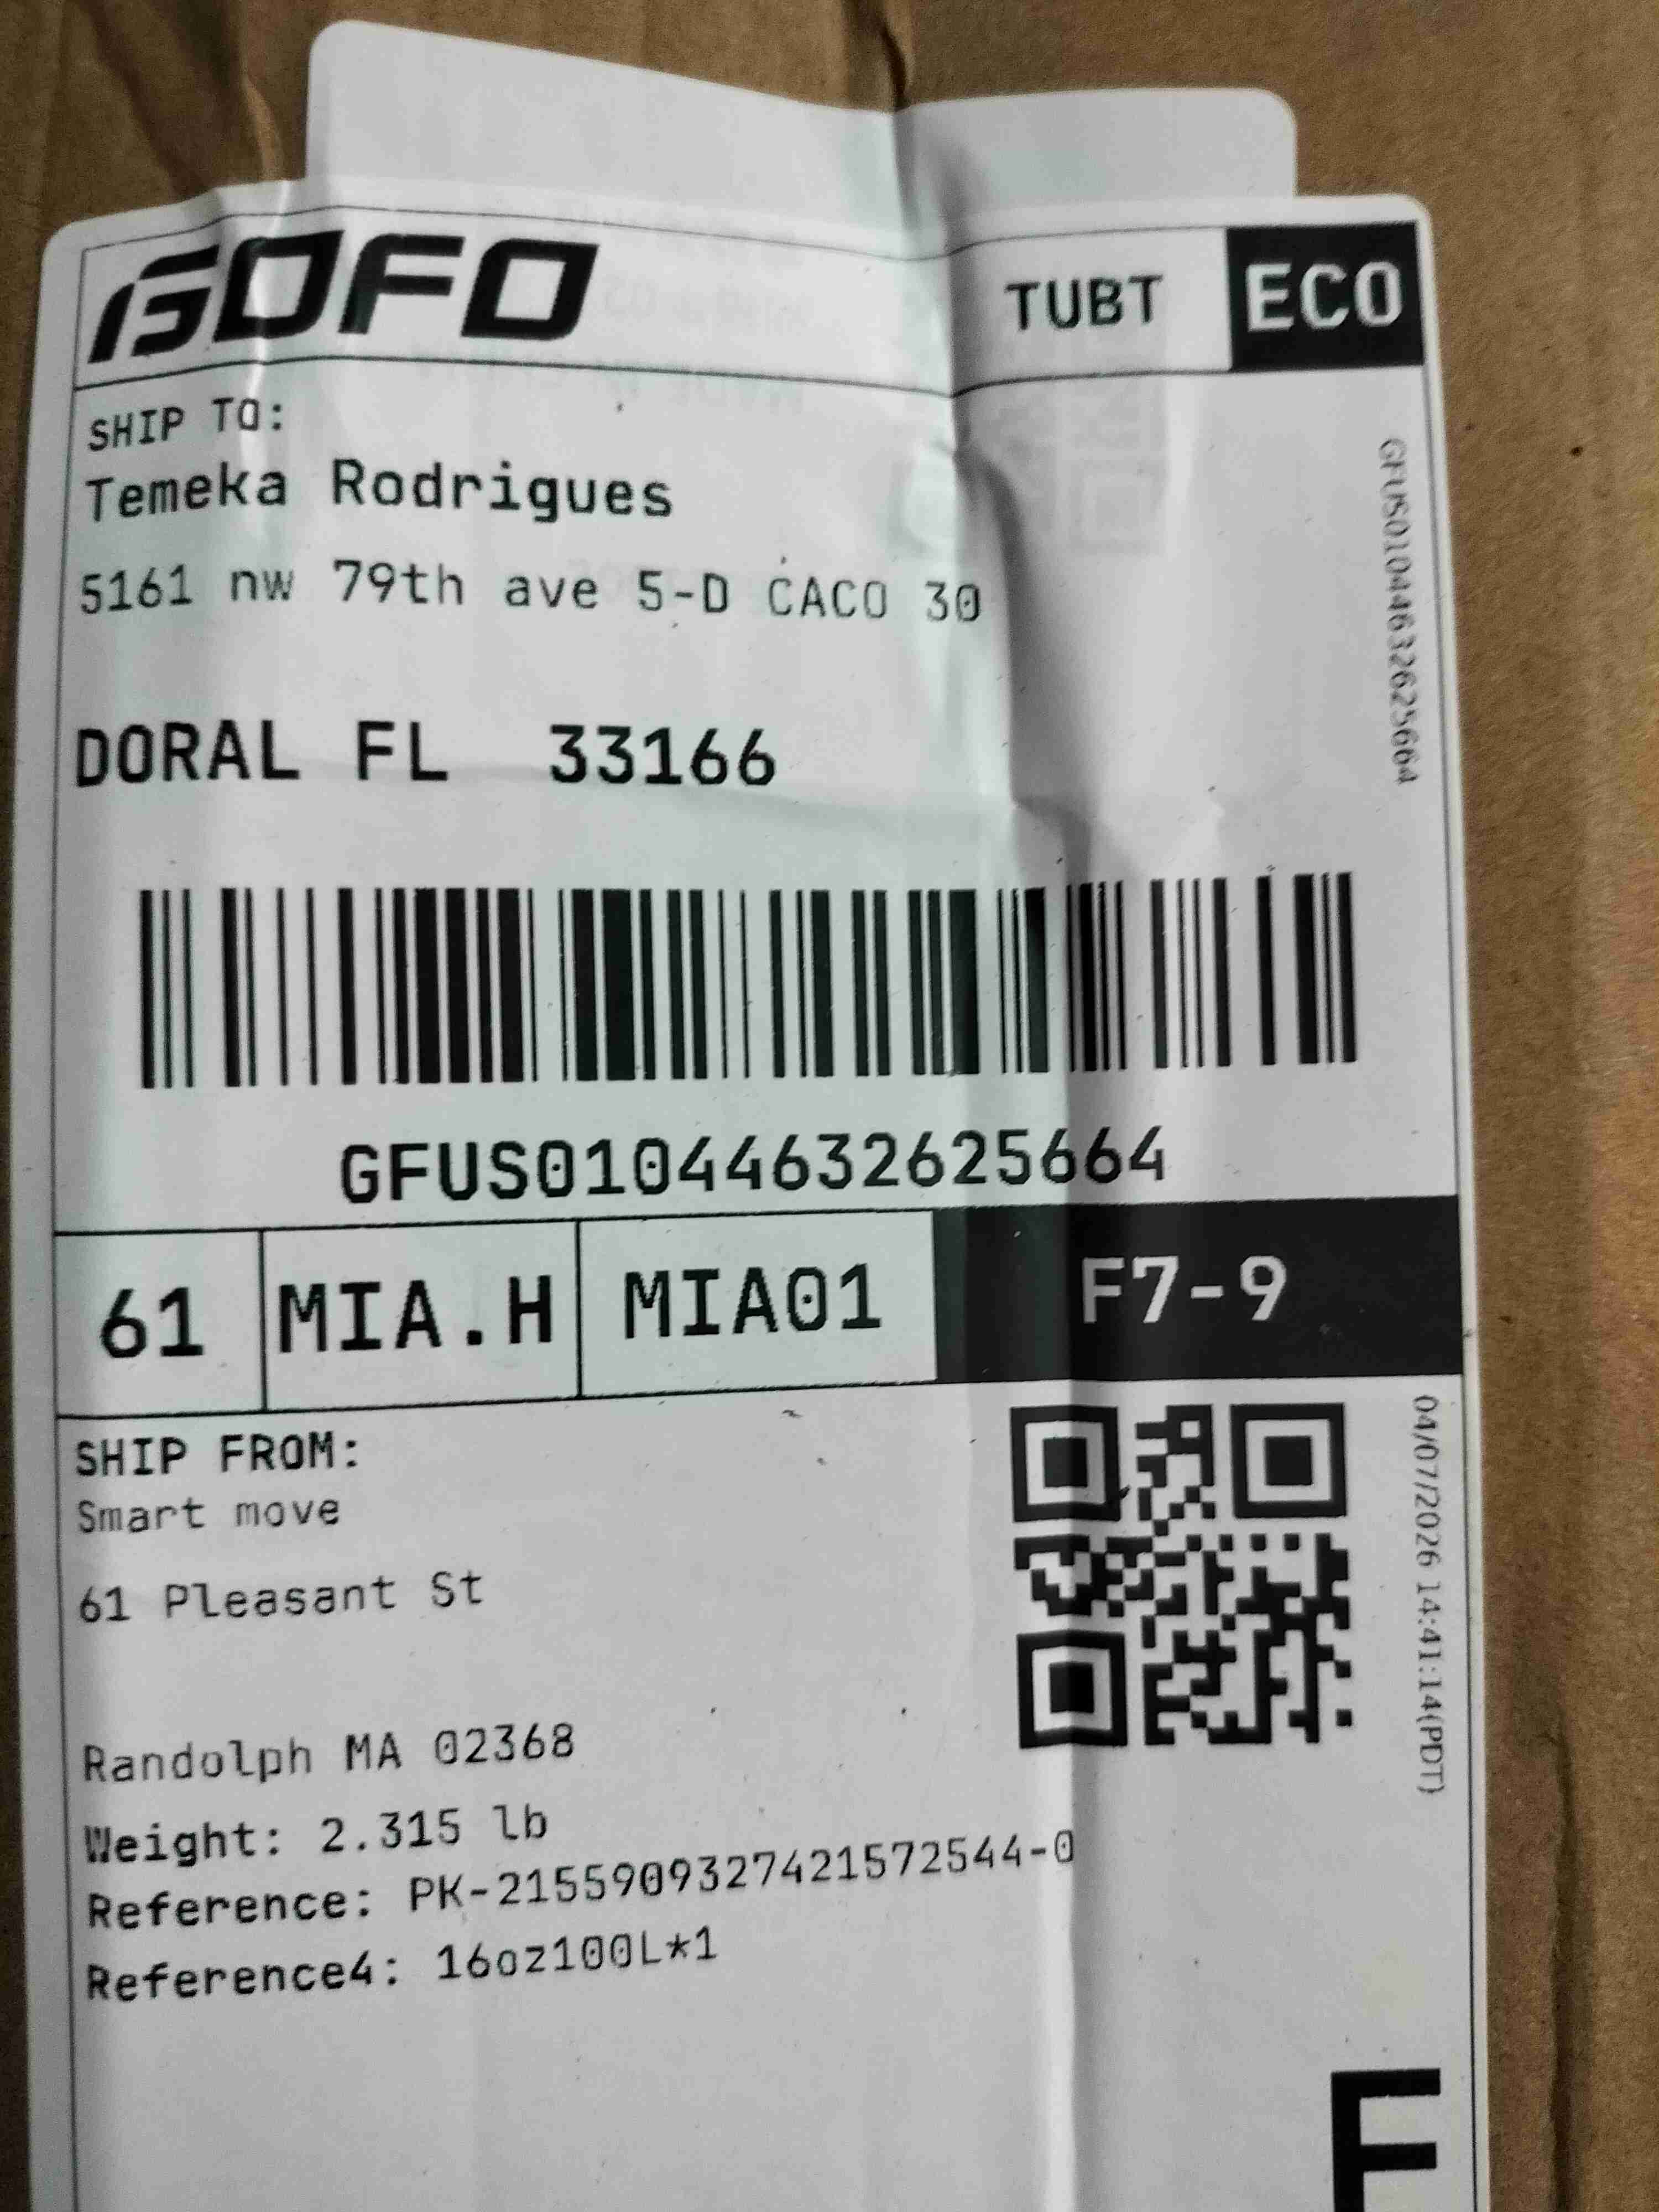 GOFO
TUBT ECO
SHIP TO:
Temeka Rodrigues
5161 nw 79th ave 5-D CACO 30
DORAL FL 33166
GFUS01044632625664
GFUS01044632625664
61 MIA.H MIA01 F7-9
SHIP FROM:
Smart move
61 Pleasant St
Randolph MA 02368
Weight: 2.315 lb
Reference: PK-2155909327421572544-0
Reference4: 16oz100L*1
04/07/2026 14:41:14(PDT)
F